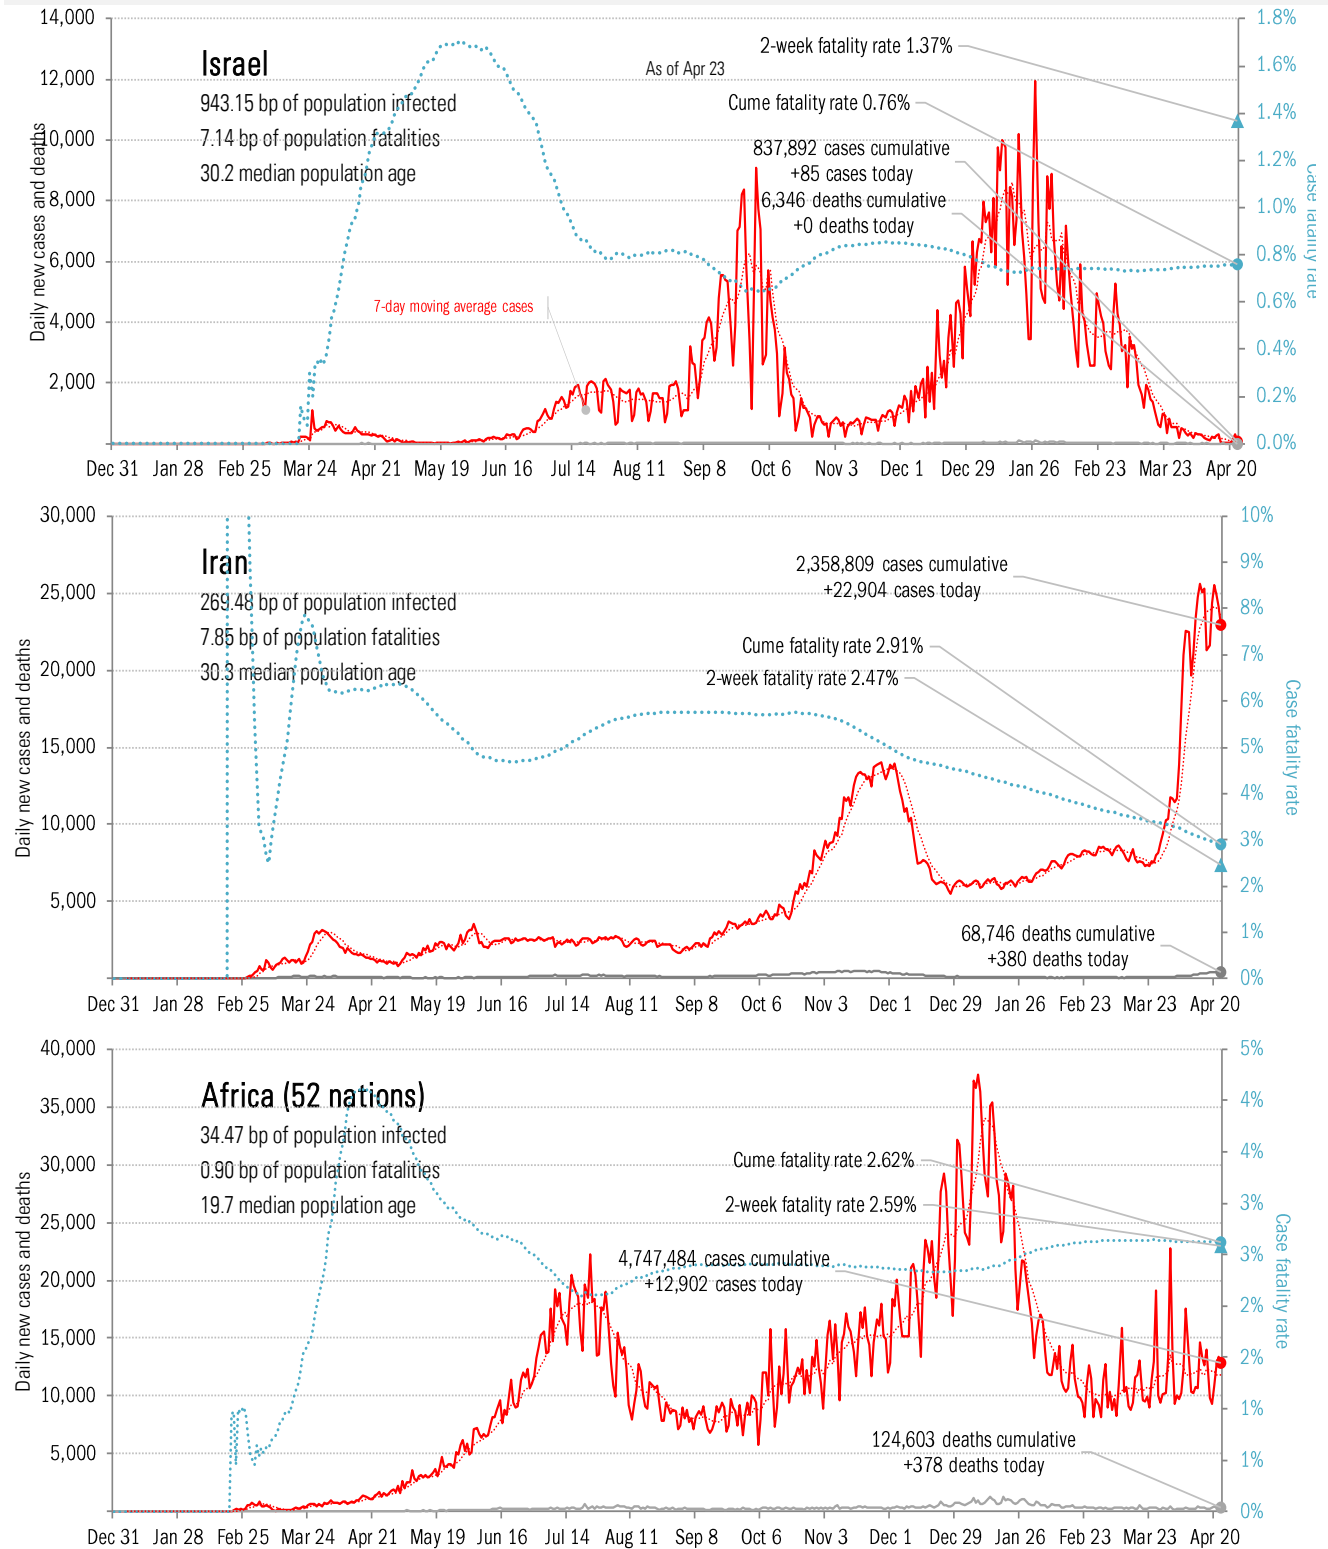 14,000
12,000
10,000
8,000
6,000
4,000
2,000
Daily new cases and deaths
Israel
943.15 bp of population infected
7.14 bp of population fatalities
30.2 median population age
As of Apr 23
2-week fatality rate 1.37%
Cume fatality rate 0.76%
837,892 cases cumulative
+85 cases today
6,346 deaths cumulative
+0 deaths today
7-day moving average cases
1.8%
1.6%
1.4%
1.2%
1.0%
0.8%
0.6%
0.4%
0.2%
0.0%
Case fatality rate
Dec 31 Jan 28 Feb 25 Mar 24 Apr 21 May 19 Jun 16 Jul 14 Aug 11 Sep 8 Oct 6 Nov 3 Dec 1 Dec 29 Jan 26 Feb 23 Mar 23 Apr 20
30,000
25,000
20,000
15,000
10,000
5,000
Daily new cases and deaths
Iran
269.48 bp of population infected
7.85 bp of population fatalities
30.3 median population age
2,358,809 cases cumulative
+22,904 cases today
Cume fatality rate 2.91%
2-week fatality rate 2.47%
68,746 deaths cumulative
+380 deaths today
10%
9%
8%
7%
6%
5%
4%
3%
2%
1%
0%
Case fatality rate
Dec 31 Jan 28 Feb 25 Mar 24 Apr 21 May 19 Jun 16 Jul 14 Aug 11 Sep 8 Oct 6 Nov 3 Dec 1 Dec 29 Jan 26 Feb 23 Mar 23 Apr 20
40,000
35,000
30,000
25,000
20,000
15,000
10,000
5,000
Daily new cases and deaths
Africa (52 nations)
34.47 bp of population infected
0.90 bp of population fatalities
19.7 median population age
Cume fatality rate 2.62%
2-week fatality rate 2.59%
4,747,484 cases cumulative
+12,902 cases today
124,603 deaths cumulative
+378 deaths today
5%
4%
4%
3%
3%
2%
2%
1%
1%
0%
Case fatality rate
Dec 31 Jan 28 Feb 25 Mar 24 Apr 21 May 19 Jun 16 Jul 14 Aug 11 Sep 8 Oct 6 Nov 3 Dec 1 Dec 29 Jan 26 Feb 23 Mar 23 Apr 20